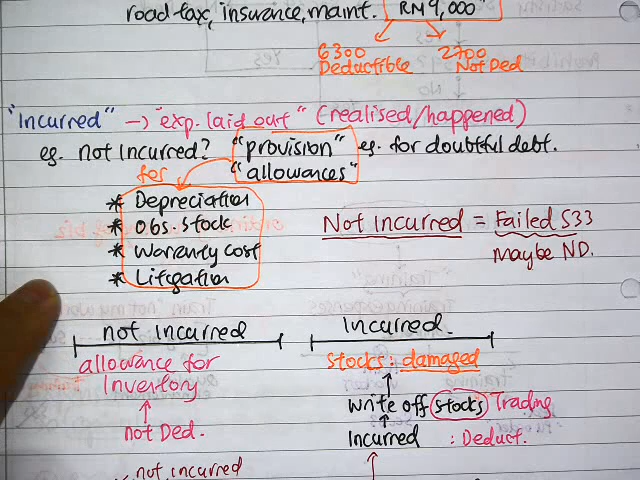 road tax, insurance, maint. RM9,000
6300 2700
Deductible Not Ded
"Incurred" → "exp. laid out" (realised/happened)
eg. not incurred? "provision" eg. for doubtful debt.
for "allowances"
* Depreciation
* Obs. stock
* Warranty cost
* Litigation
Not incurred = Failed S33
maybe ND.
not incurred Incurred.
allowance for stocks : damaged
Inventory
write off stocks Trading
not Ded. Incurred : Deduct.
not incurred